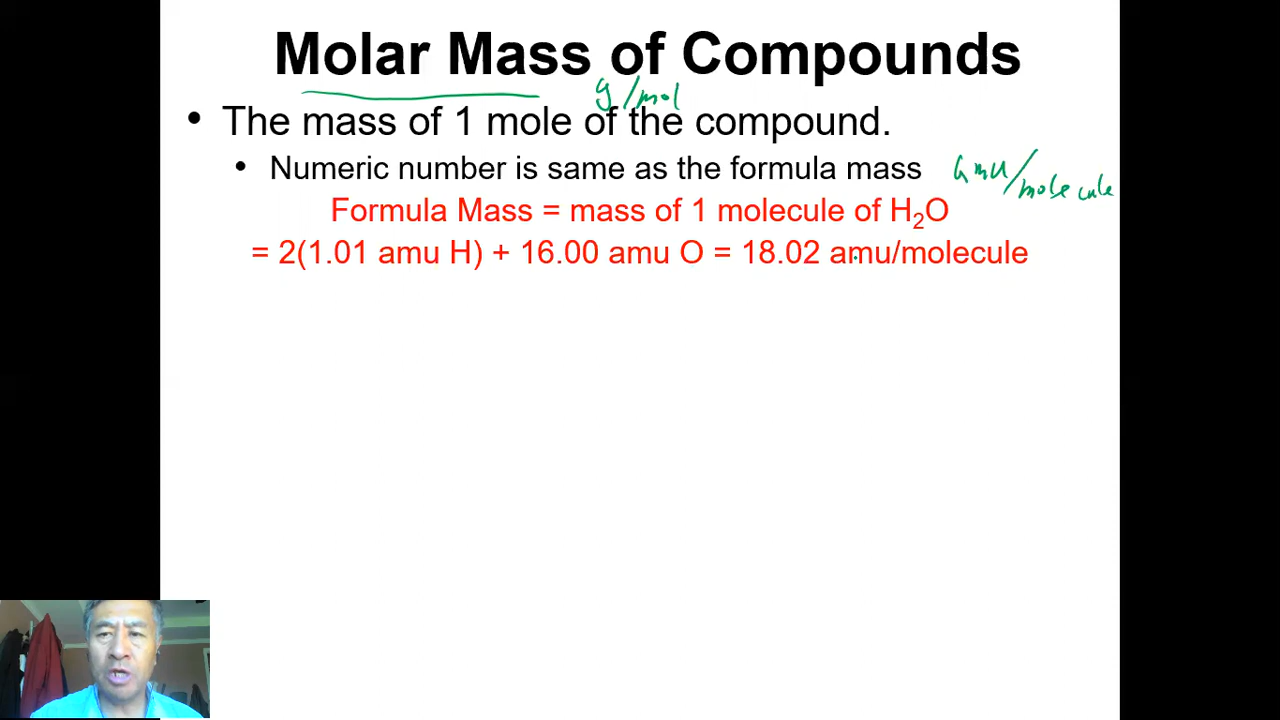 Molar Mass of Compounds
g/mol
• The mass of 1 mole of the compound.
• Numeric number is same as the formula mass
amu/molecule
Formula Mass = mass of 1 molecule of H₂O
= 2(1.01 amu H) + 16.00 amu O = 18.02 amu/molecule